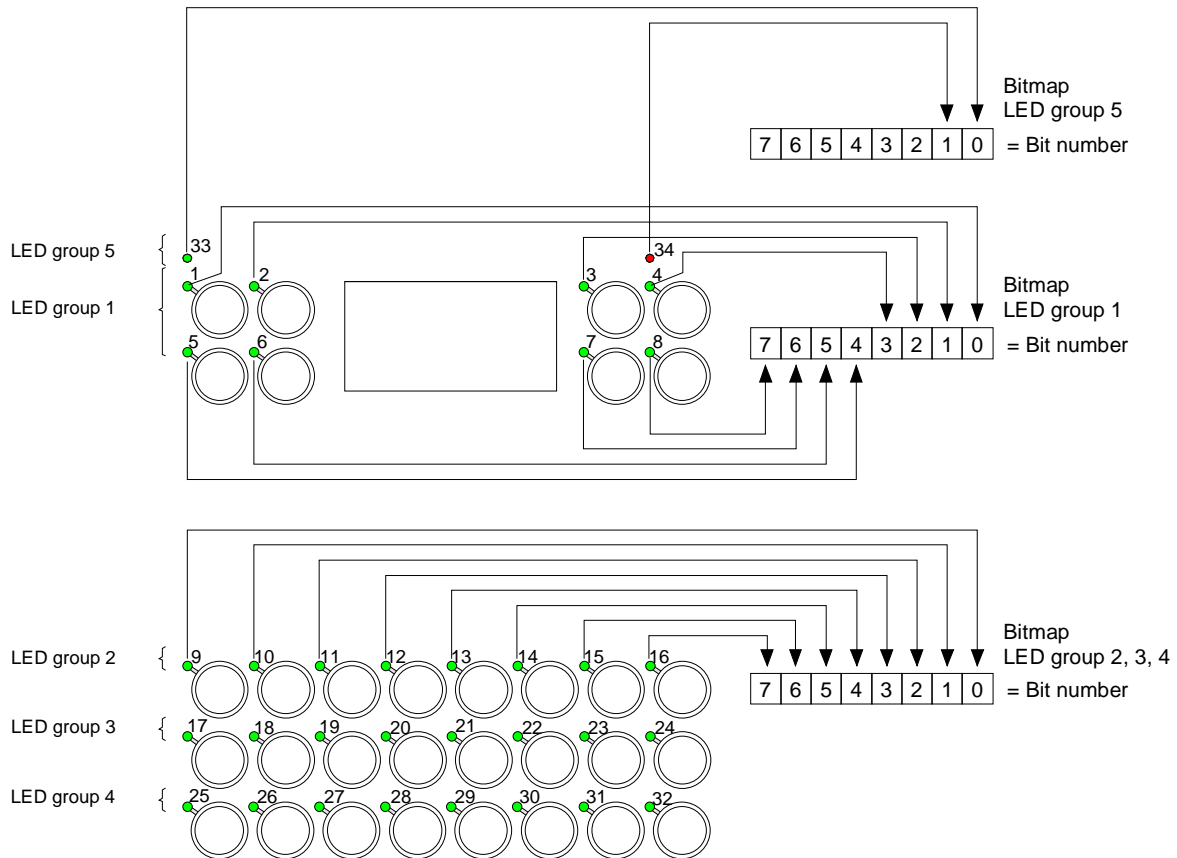 Bitmap
LED group 5
7 6 5 4 3 2 1 0 = Bit number
LED group 5
33
34
LED group 1
1 2 3 4
Bitmap
LED group 1
5 6 7 8
7 6 5 4 3 2 1 0 = Bit number
Bitmap
LED group 2, 3, 4
7 6 5 4 3 2 1 0 = Bit number
LED group 2
9 10 11 12 13 14 15 16
LED group 3
17 18 19 20 21 22 23 24
LED group 4
25 26 27 28 29 30 31 32